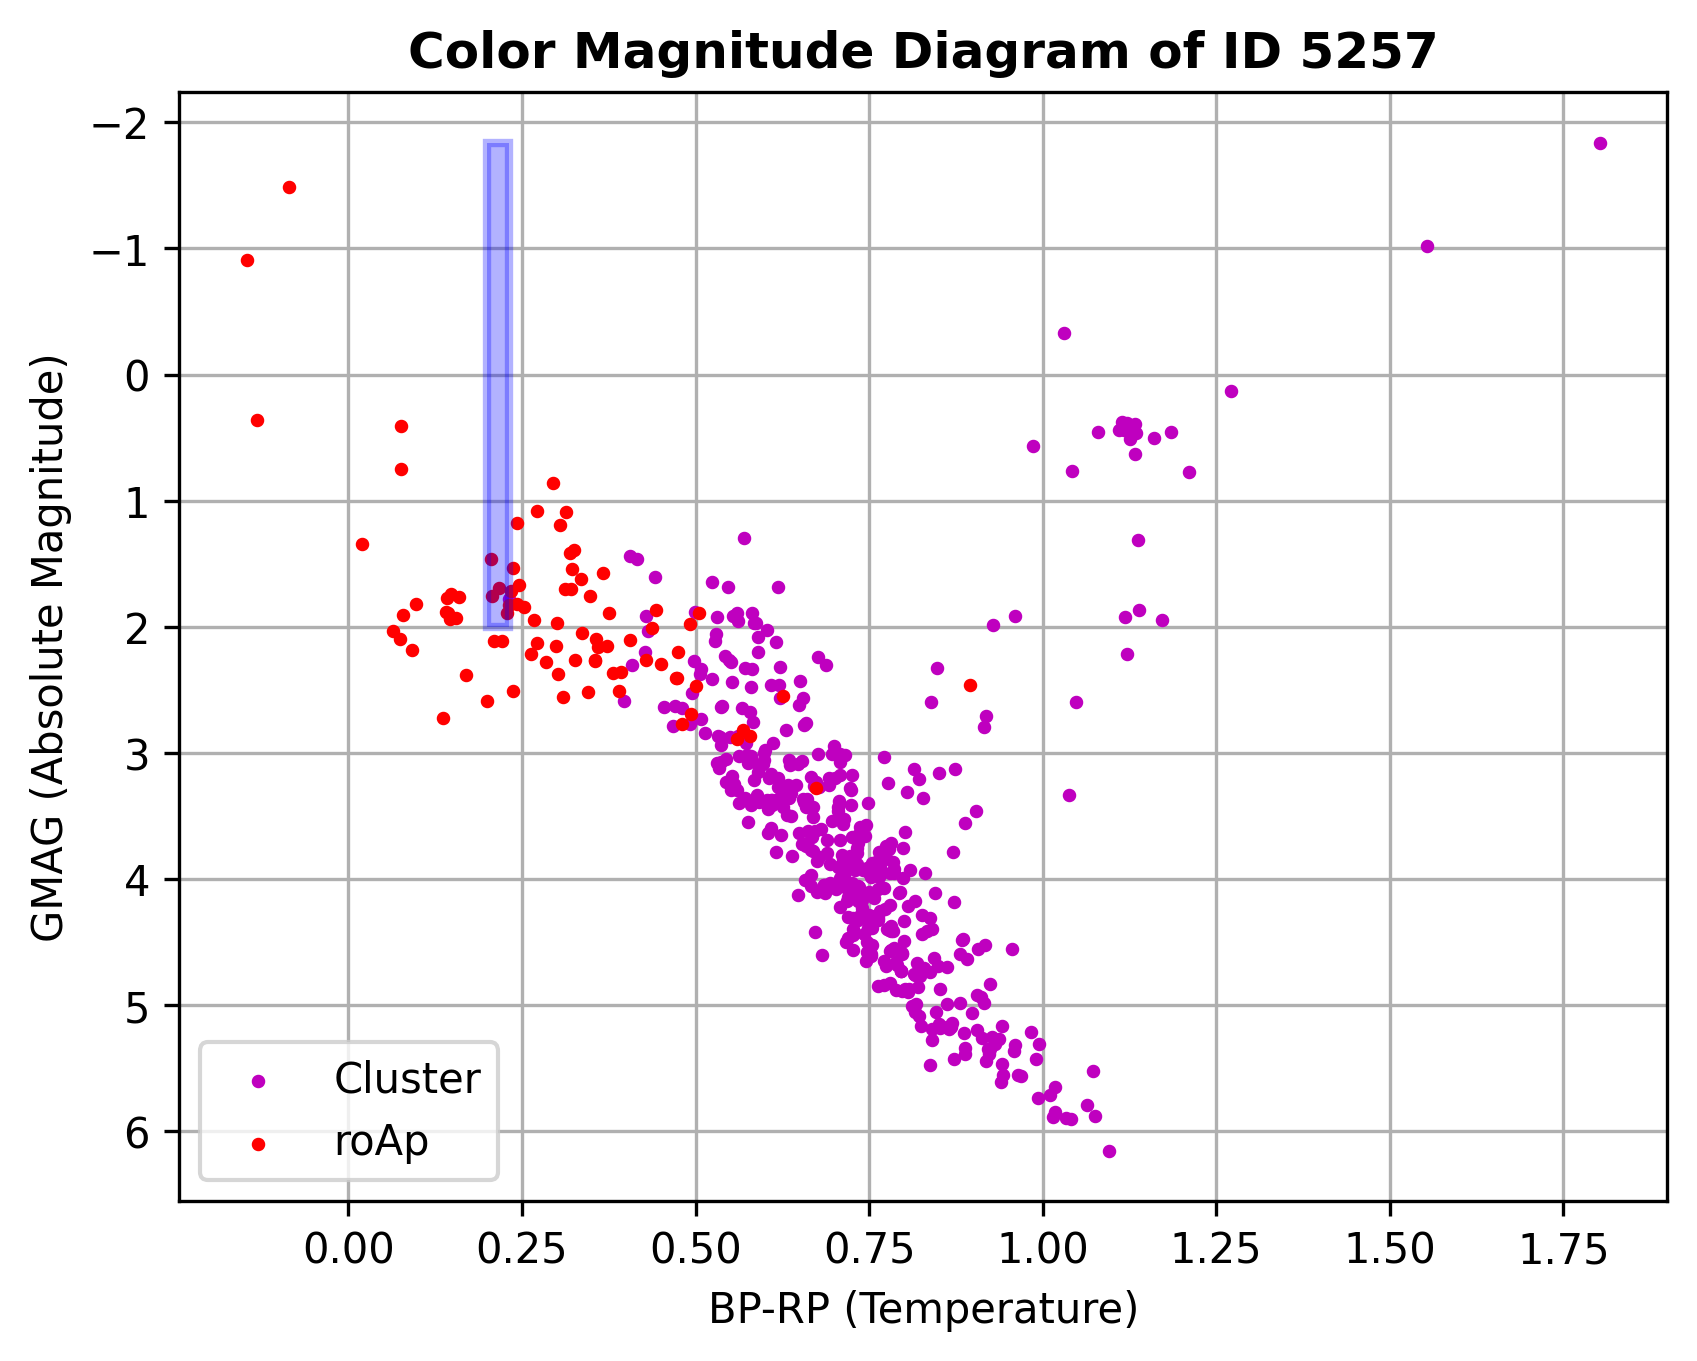 Color Magnitude Diagram of ID 5257
−2
−1
0
1
2
3
4
5
6
GMAG (Absolute Magnitude)
Cluster
roAp
0.00 0.25 0.50 0.75 1.00 1.25 1.50 1.75
BP-RP (Temperature)